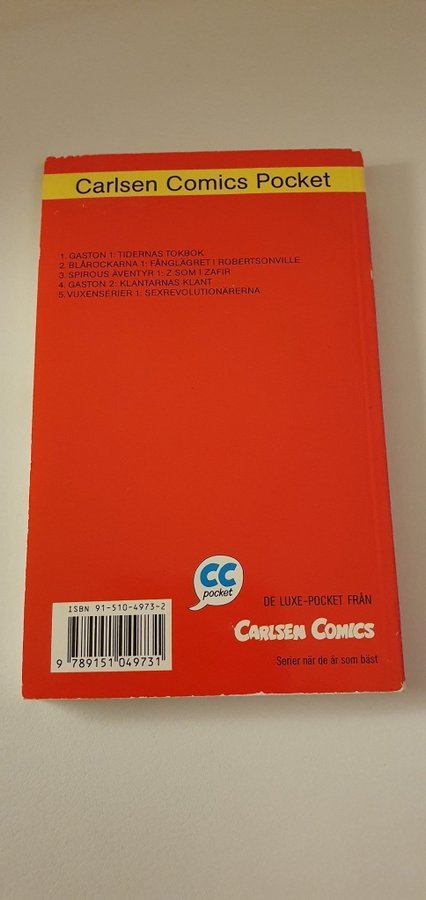 Carlsen Comics Pocket
1. GASTON 1: TIDERNAS TOKBOK
2. BLÅROCKARNA 1: FÅNGLÄGRET I ROBERTSONVILLE
3. SPIROUS ÄVENTYR 1: Z SOM I ZAFIR
4. GASTON 2: KLANTARNAS KLANT
5. VUXENSERIER 1: SEXREVOLUTIONÄRERNA
CC
pocket
DE LUXE-POCKET FRÅN
CARLSEN COMICS
Serier när de är som bäst
ISBN 91-510-4973-2
9 789151 049731